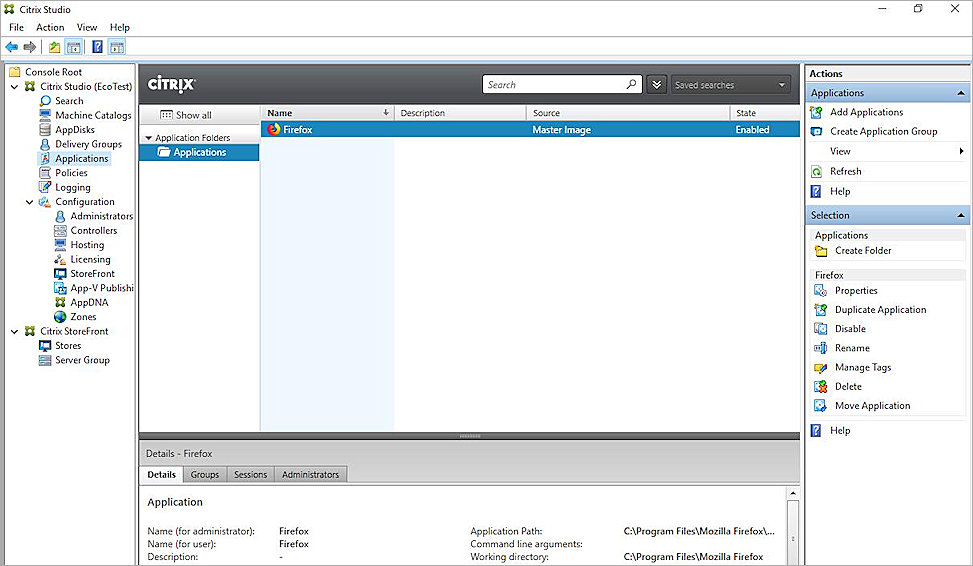 Citrix Studio
File Action View Help
Console Root
Citrix Studio (EcoTest)
Search
Machine Catalogs
AppDisks
Delivery Groups
Applications
Policies
Logging
Configuration
Administrators
Controllers
Hosting
Licensing
StoreFront
App-V Publishi
AppDNA
Zones
Citrix StoreFront
Stores
Server Group
CITRIX
Search
Saved searches
Show all
Application Folders
Applications
Name Description Source State
Firefox Master Image Enabled
Details - Firefox
Details Groups Sessions Administrators
Application
Name (for administrator): Firefox
Name (for user): Firefox
Description: -
Application Path: C:\Program Files\Mozilla Firefox\...
Command line arguments:
Working directory: C:\Program Files\Mozilla Firefox
Actions
Applications
Add Applications
Create Application Group
View
Refresh
Help
Selection
Applications
Create Folder
Firefox
Properties
Duplicate Application
Disable
Rename
Manage Tags
Delete
Move Application
Help